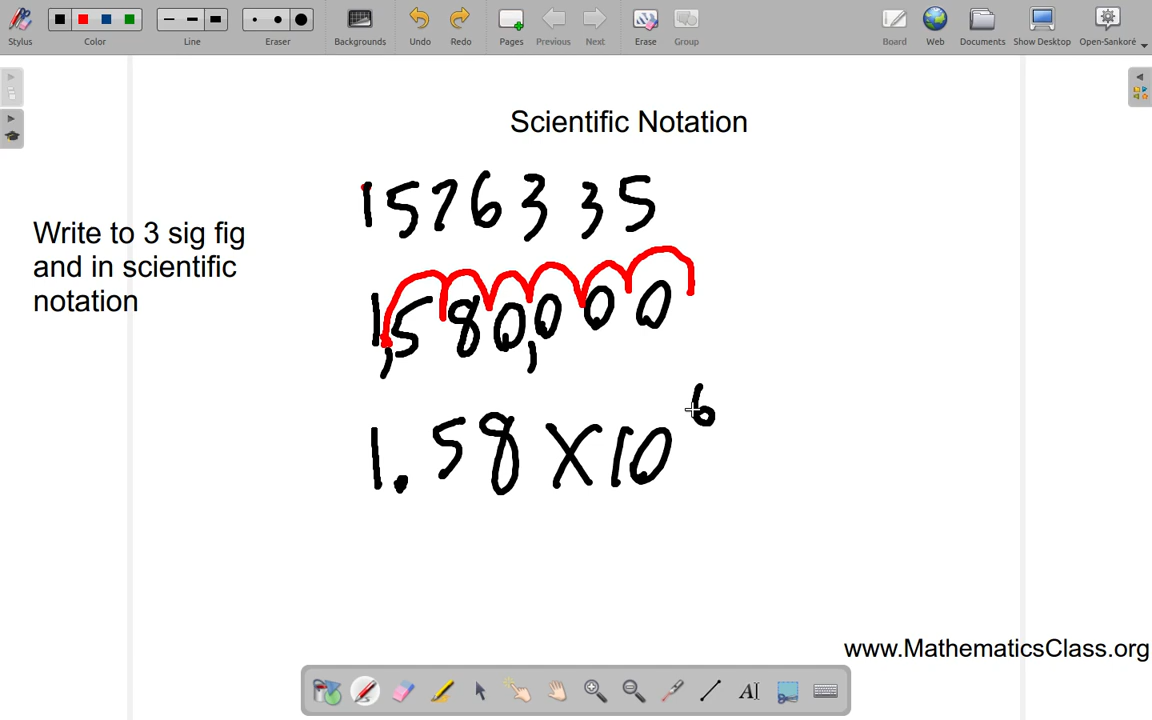 Stylus Color Line Eraser Backgrounds Undo Redo Pages Previous Next Erase Group Board Web Documents Show Desktop Open-Sankoré
Scientific Notation
1576335
Write to 3 sig fig
and in scientific
notation
1,580,000
1.58 X 10⁶
www.MathematicsClass.org